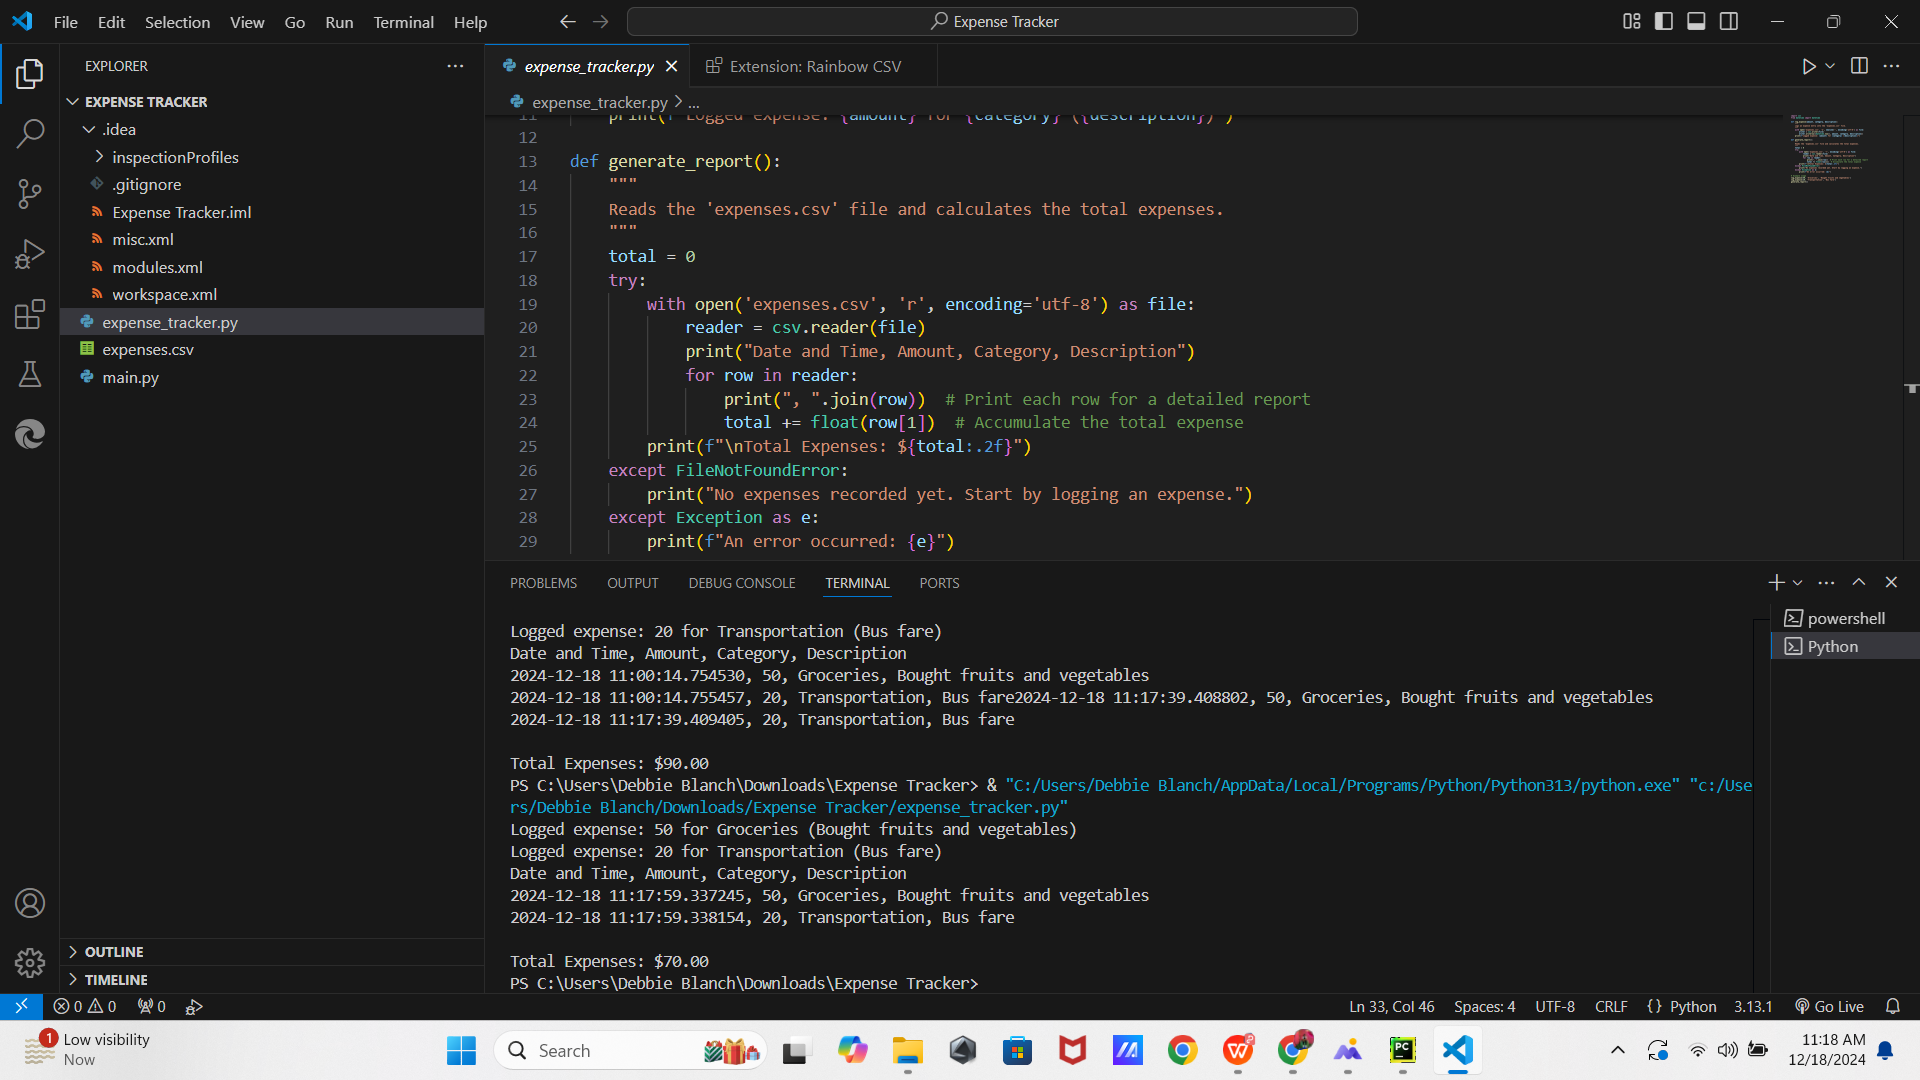 File Edit Selection View Go Run Terminal Help
Expense Tracker
EXPLORER
EXPENSE TRACKER
.idea
inspectionProfiles
.gitignore
Expense Tracker.iml
misc.xml
modules.xml
workspace.xml
expense_tracker.py
expenses.csv
main.py
OUTLINE
TIMELINE
expense_tracker.py
Extension: Rainbow CSV
expense_tracker.py > ...
11 print(f"Logged expense: {amount} for {category} ({description})")
12
13 def generate_report():
14 """
15 Reads the 'expenses.csv' file and calculates the total expenses.
16 """
17 total = 0
18 try:
19 with open('expenses.csv', 'r', encoding='utf-8') as file:
20 reader = csv.reader(file)
21 print("Date and Time, Amount, Category, Description")
22 for row in reader:
23 print(", ".join(row)) # Print each row for a detailed report
24 total += float(row[1]) # Accumulate the total expense
25 print(f"\nTotal Expenses: ${total:.2f}")
26 except FileNotFoundError:
27 print("No expenses recorded yet. Start by logging an expense.")
28 except Exception as e:
29 print(f"An error occurred: {e}")
PROBLEMS OUTPUT DEBUG CONSOLE TERMINAL PORTS
powershell
Python
Logged expense: 20 for Transportation (Bus fare)
Date and Time, Amount, Category, Description
2024-12-18 11:00:14.754530, 50, Groceries, Bought fruits and vegetables
2024-12-18 11:00:14.755457, 20, Transportation, Bus fare2024-12-18 11:17:39.408802, 50, Groceries, Bought fruits and vegetables
2024-12-18 11:17:39.409405, 20, Transportation, Bus fare
Total Expenses: $90.00
PS C:\Users\Debbie Blanch\Downloads\Expense Tracker> & "C:/Users/Debbie Blanch/AppData/Local/Programs/Python/Python313/python.exe" "c:/Use
rs/Debbie Blanch/Downloads/Expense Tracker/expense_tracker.py"
Logged expense: 50 for Groceries (Bought fruits and vegetables)
Logged expense: 20 for Transportation (Bus fare)
Date and Time, Amount, Category, Description
2024-12-18 11:17:59.337245, 50, Groceries, Bought fruits and vegetables
2024-12-18 11:17:59.338154, 20, Transportation, Bus fare
Total Expenses: $70.00
PS C:\Users\Debbie Blanch\Downloads\Expense Tracker>
0 0 0
Ln 33, Col 46 Spaces: 4 UTF-8 CRLF {} Python 3.13.1 Go Live
1
Low visibility
Now
Search
PC
11:18 AM
12/18/2024